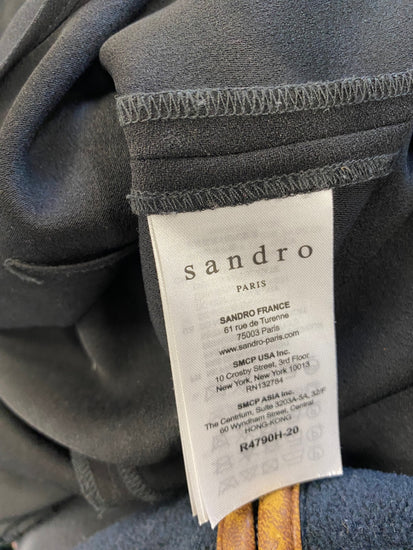 sandro
PARIS
SANDRO FRANCE
61 rue de Turenne
75003 Paris
www.sandro-paris.com
SMCP USA Inc.
10 Crosby Street, 3rd Floor
New York, New York 10013
RN132764
SMCP ASIA Inc.
The Centrium, Suite 3203A-5A, 32/F
60 Wyndham Street, Central
HONG-KONG
R4790H-20